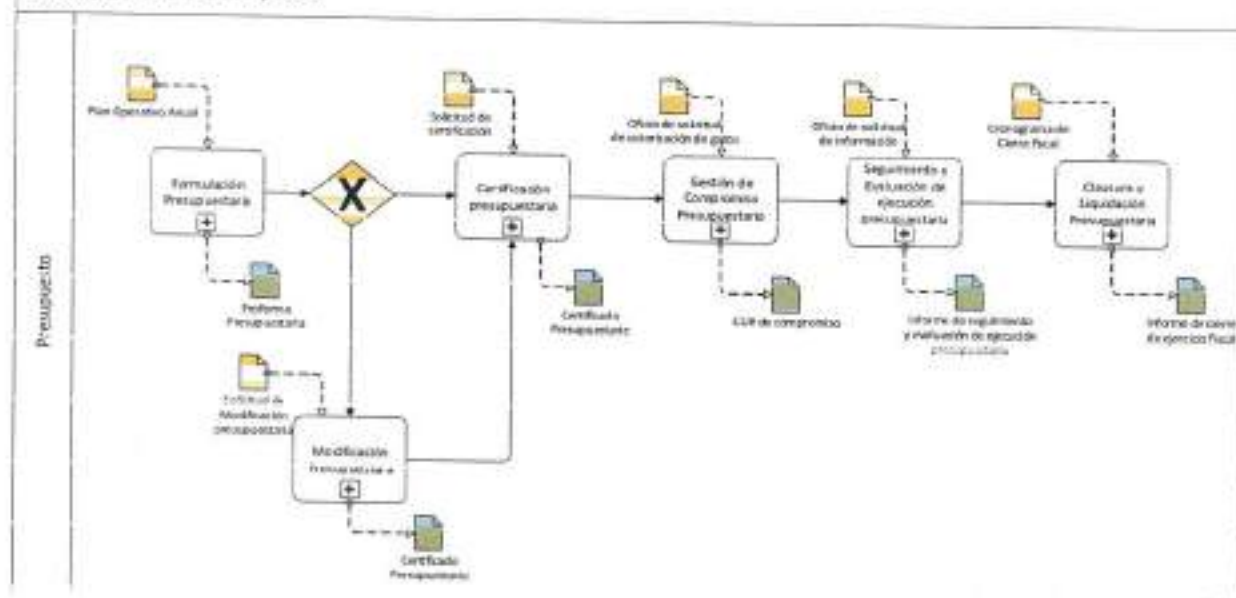 Presupuesto
Plan Operativo Anual
Formulación
Presupuestaria
Proforma
Presupuestaria
Solicitud de
Modificación
presupuestaria
Modificación
Presupuestaria
Certificado
Presupuestario
Solicitud de
certificación
Certificación
presupuestaria
Certificado
Presupuestario
Oficio de solicitud
de autorización de gasto
Gestión de
Compromiso
Presupuestario
CUR de compromiso
Oficio de solicitud
de información
Seguimiento y
Evaluación de
ejecución
presupuestaria
Informe de seguimiento
y evaluación de ejecución
presupuestaria
Cronograma de
Cierre fiscal
Clausura y
Liquidación
Presupuestaria
Informe de cierre
de ejercicio fiscal